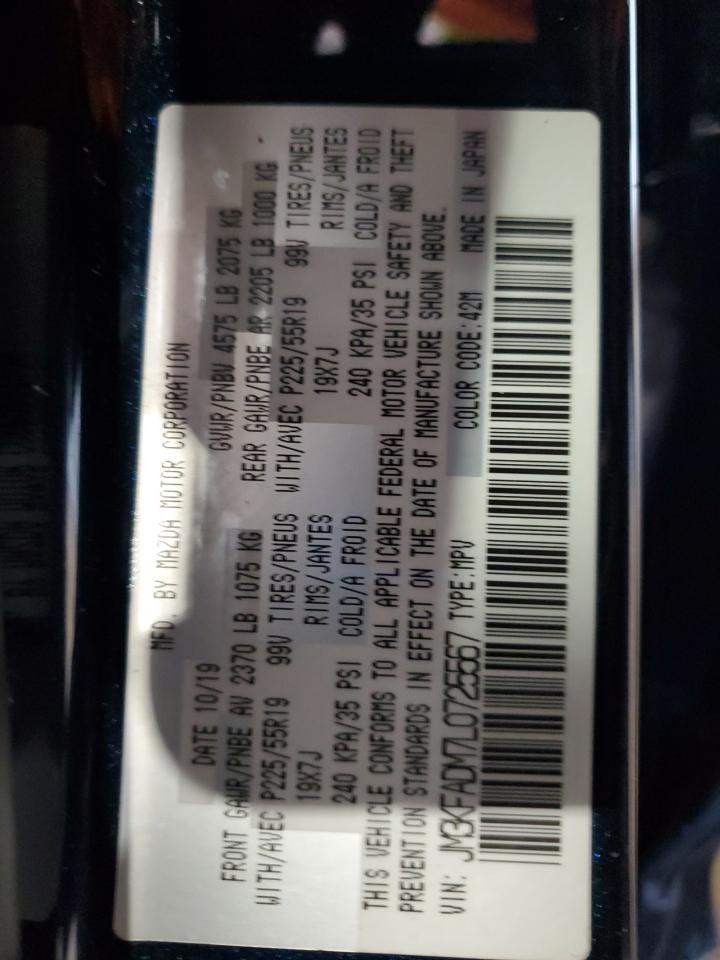 MFD. BY MAZDA MOTOR CORPORATION
DATE 10/19 GVWR/PNBV 4575 LB 2075 KG
FRONT GAWR/PNBE AV 2370 LB 1075 KG REAR GAWR/PNBE AR 2205 LB 1000 KG
WITH/AVEC P225/55R19 99V TIRES/PNEUS WITH/AVEC P225/55R19 99V TIRES/PNEUS
19X7J RIMS/JANTES 19X7J RIMS/JANTES
240 KPA/35 PSI COLD/A FROID 240 KPA/35 PSI COLD/A FROID
THIS VEHICLE CONFORMS TO ALL APPLICABLE FEDERAL MOTOR VEHICLE SAFETY AND THEFT
PREVENTION STANDARDS IN EFFECT ON THE DATE OF MANUFACTURE SHOWN ABOVE.
VIN: JM3KFADM7L0725567 TYPE:MPV COLOR CODE:42M MADE IN JAPAN